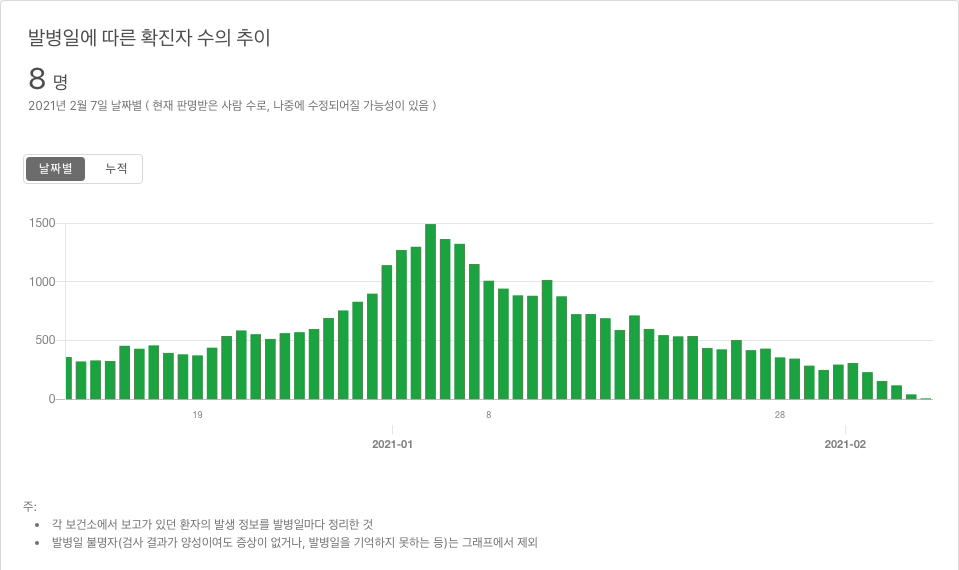 발병일에 따른 확진자 수의 추이
8 명
2021년 2월 7일 날짜별 ( 현재 판명받은 사람 수로, 나중에 수정되어질 가능성이 있음 )
날짜별 누적
1500
1000
500
0
19 8 28
2021-01 2021-02
주:
• 각 보건소에서 보고가 있던 환자의 발생 정보를 발병일마다 정리한 것
• 발병일 불명자(검사 결과가 양성이여도 증상이 없거나, 발병일을 기억하지 못하는 등)는 그래프에서 제외